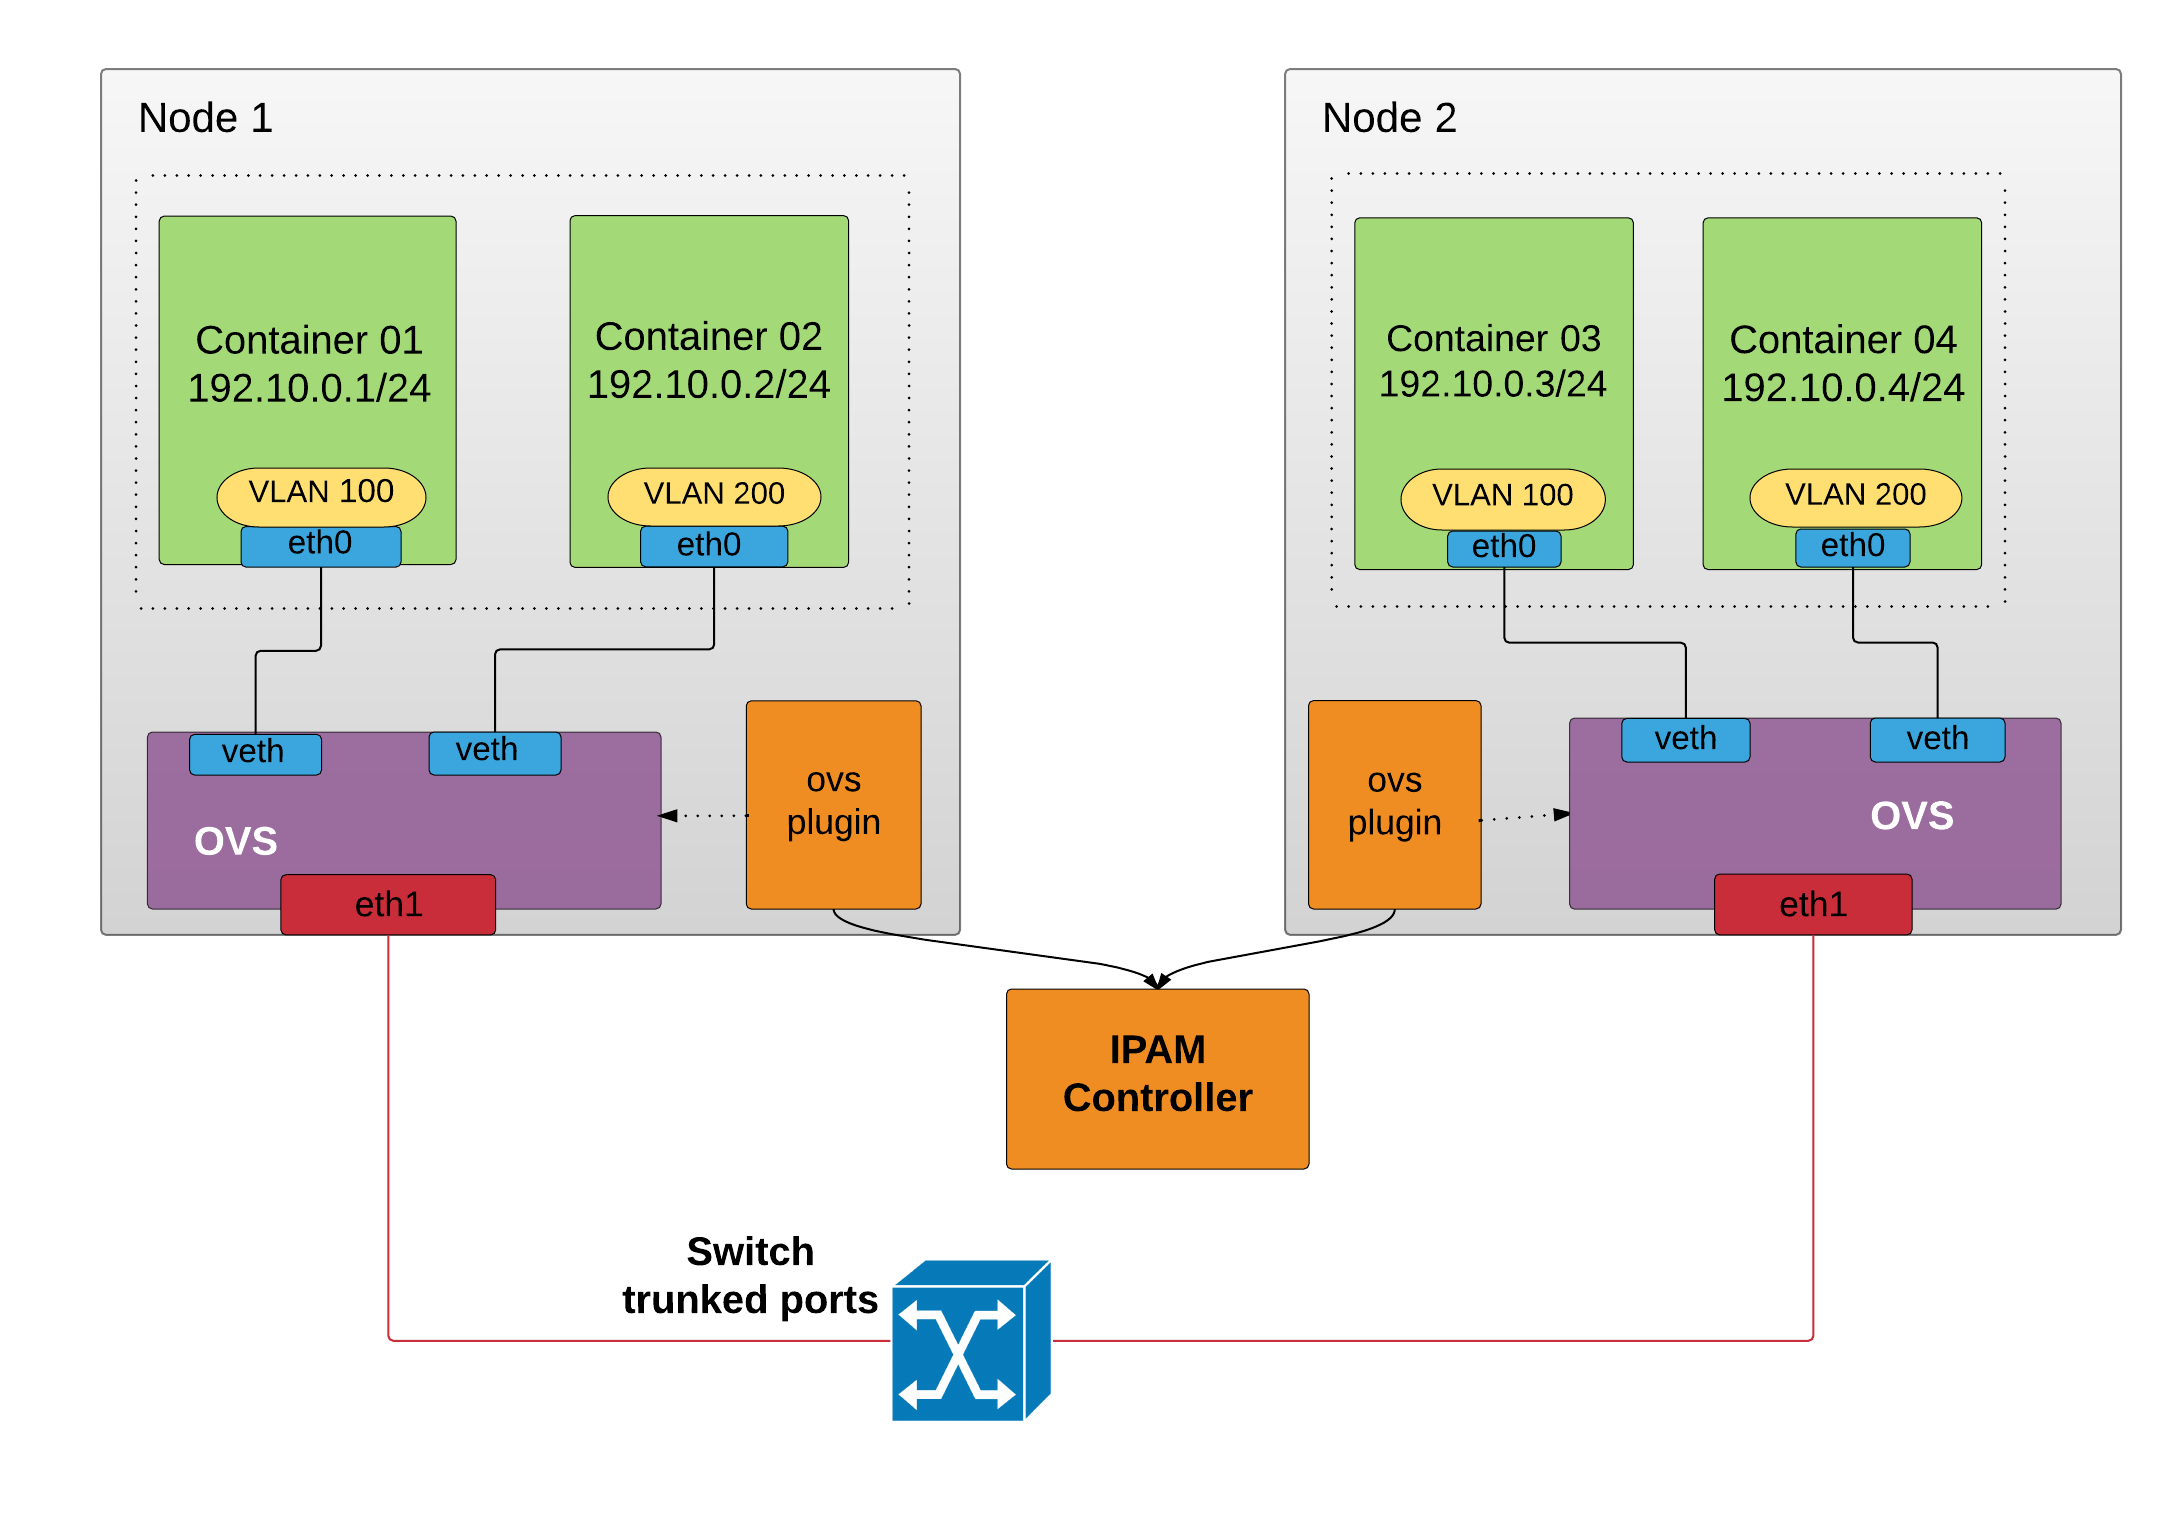 Node 1
Container 01
192.10.0.1/24
VLAN 100
eth0
Container 02
192.10.0.2/24
VLAN 200
eth0
veth
veth
OVS
eth1
ovs
plugin
Node 2
Container 03
192.10.0.3/24
VLAN 100
eth0
Container 04
192.10.0.4/24
VLAN 200
eth0
ovs
plugin
veth
veth
OVS
eth1
IPAM
Controller
Switch
trunked ports